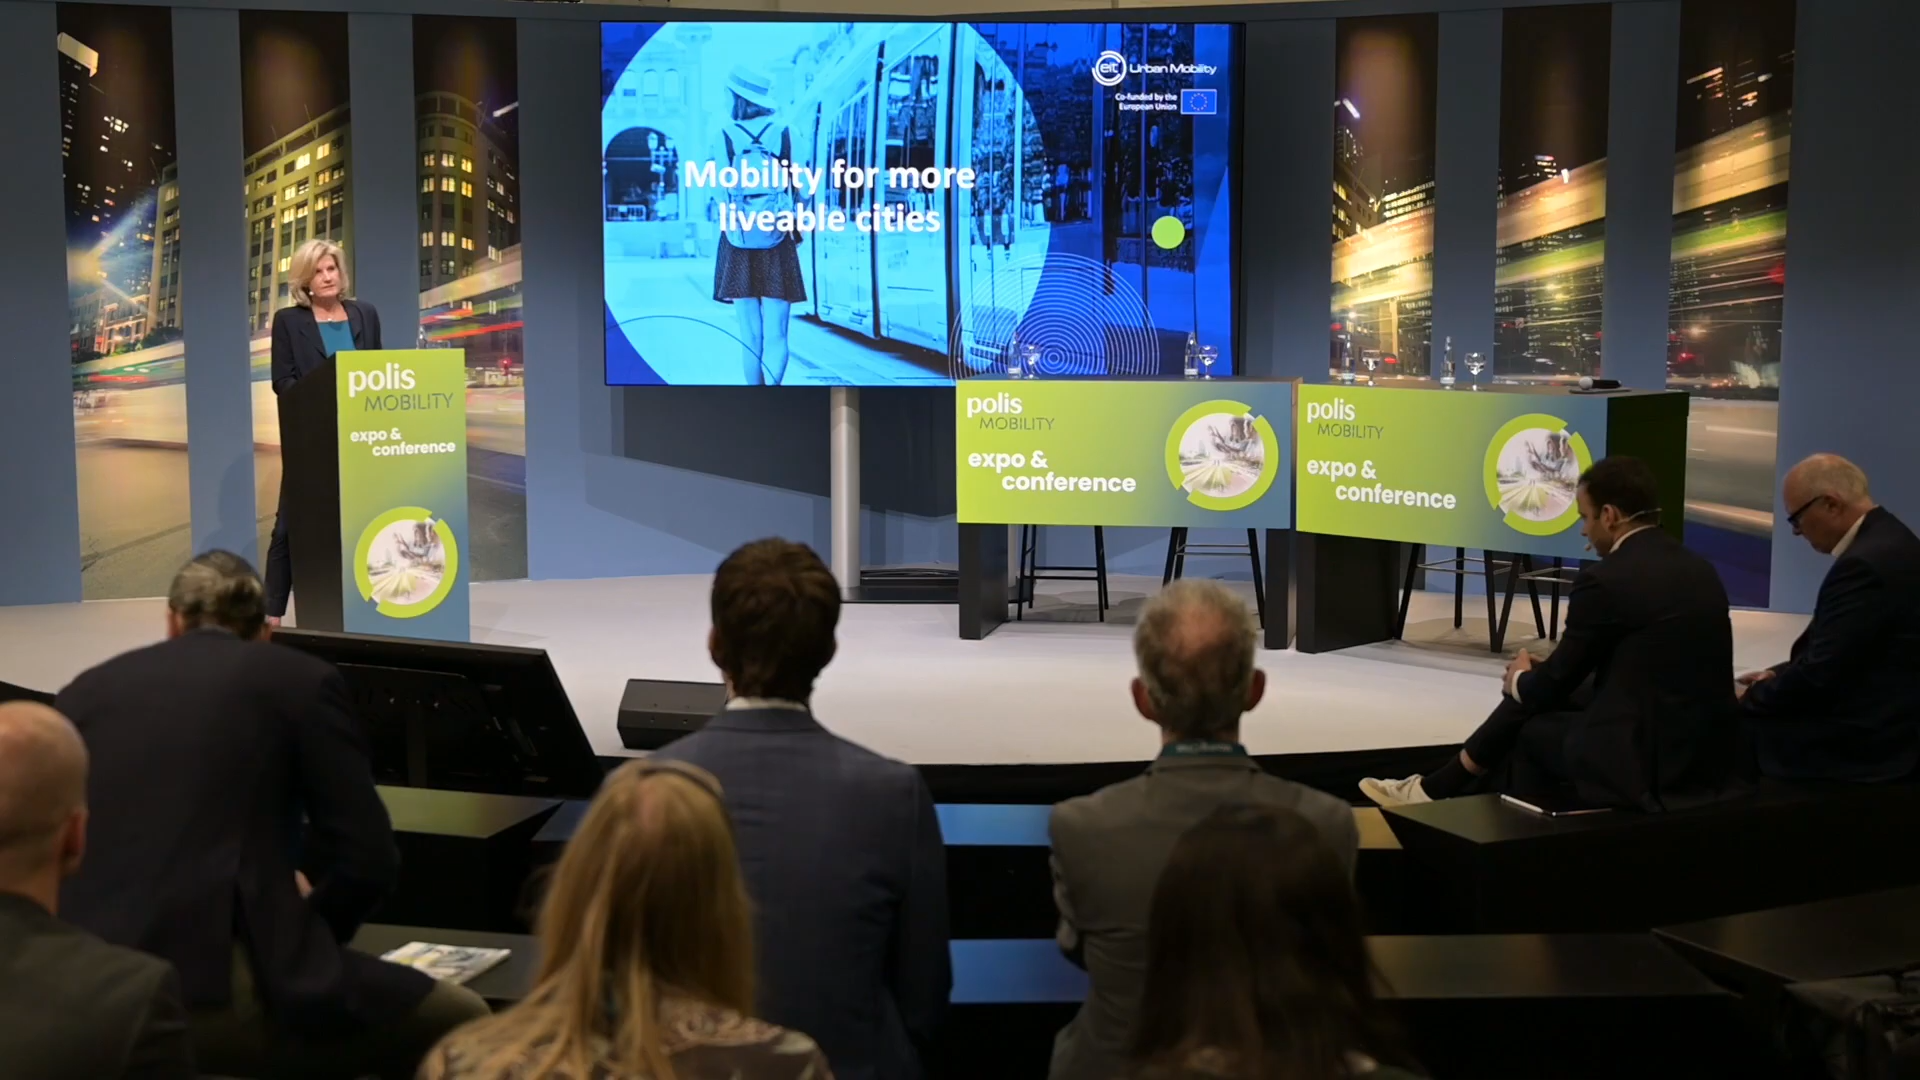 eit Urban Mobility
Co-funded by the
European Union
Mobility for more
liveable cities
polis
MOBILITY
expo &
conference
polis
MOBILITY
expo &
conference
polis
MOBILITY
expo &
conference